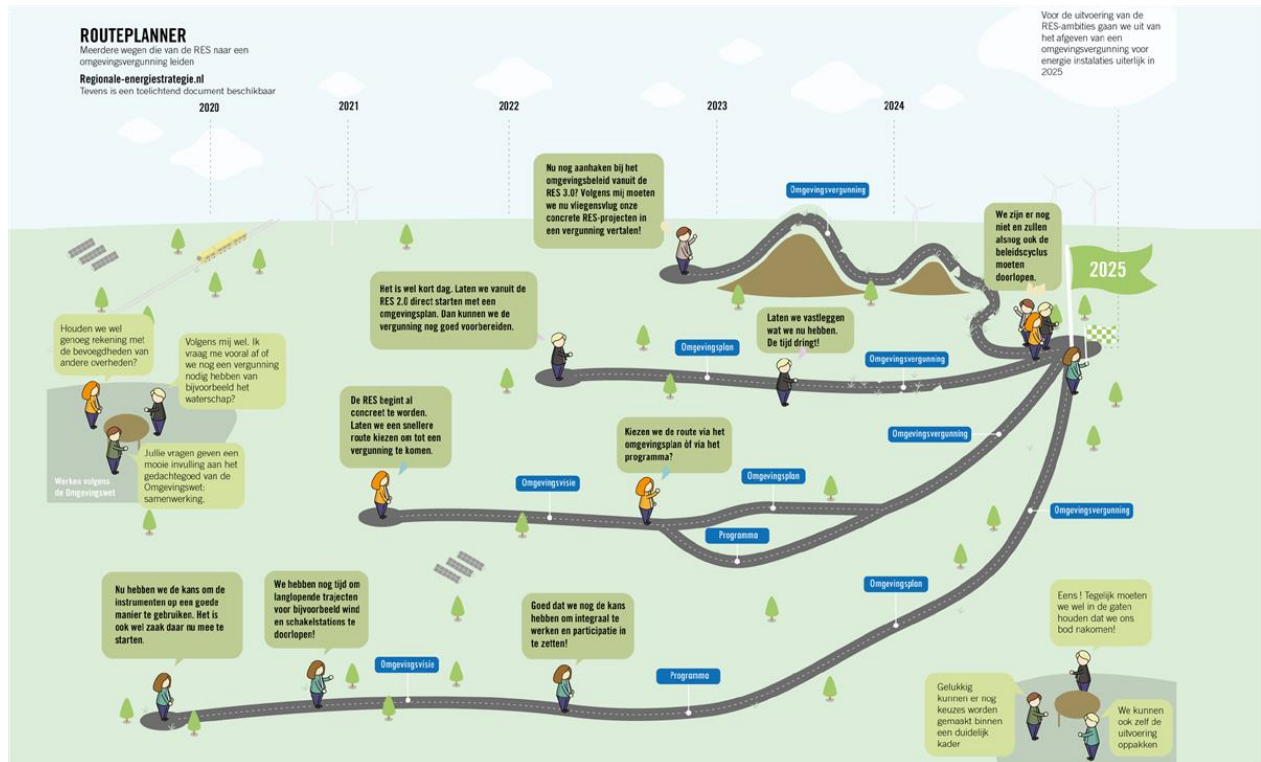 ROUTEPLANNER
Meerdere wegen die van de RES naar een
omgevingsvergunning leiden
Regionale-energiestrategie.nl
Tevens is een toelichtend document beschikbaar
Voor de uitvoering van de
RES-ambities gaan we uit van
het afgeven van een
omgevingsvergunning voor
energie instalaties uiterlijk in
2025
2020
2021
2022
2023
2024
Nu nog aanhaken bij het
omgevingsbeleid vanuit de
RES 3.0? Volgens mij moeten
we nu vliegensvlug onze
concrete RES-projecten in
een vergunning vertalen!
Omgevingsvergunning
We zijn er nog
niet en zullen
alsnog ook de
beleidscyclus
moeten
doorlopen.
2025
Het is wel kort dag. Laten we vanuit de
RES 2.0 direct starten met een
omgevingsplan. Dan kunnen we de
vergunning nog goed voorbereiden.
Laten we vastleggen
wat we nu hebben.
De tijd dringt!
Omgevingsplan
Omgevingsvergunning
Houden we wel
genoeg rekening met
de bevoegdheden van
andere overheden?
Volgens mij wel. Ik
vraag me vooral af of
we nog een vergunning
nodig hebben van
bijvoorbeeld het
waterschap?
Jullie vragen geven een
mooie invulling aan het
gedachtegoed van de
Omgevingswet:
samenwerking.
Werken volgens
de Omgevingswet
De RES begint al
concreet te worden.
Laten we een snellere
route kiezen om tot een
vergunning te komen.
Kiezen we de route via het
omgevingsplan óf via het
programma?
Omgevingsvergunning
Omgevingsvisie
Omgevingsplan
Programma
Omgevingsvergunning
Nu hebben we de kans om de
instrumenten op een goede
manier te gebruiken. Het is
ook wel zaak daar nu mee te
starten.
We hebben nog tijd om
langlopende trajecten
voor bijvoorbeeld wind
en schakelstations te
doorlopen!
Goed dat we nog de kans
hebben om integraal te
werken en participatie in
te zetten!
Omgevingsplan
Omgevingsvisie
Programma
Eens ! Tegelijk moeten
we wel in de gaten
houden dat we ons
bod nakomen!
Gelukkig
kunnen er nog
keuzes worden
gemaakt binnen
een duidelijk
kader
We kunnen
ook zelf de
uitvoering
oppakken